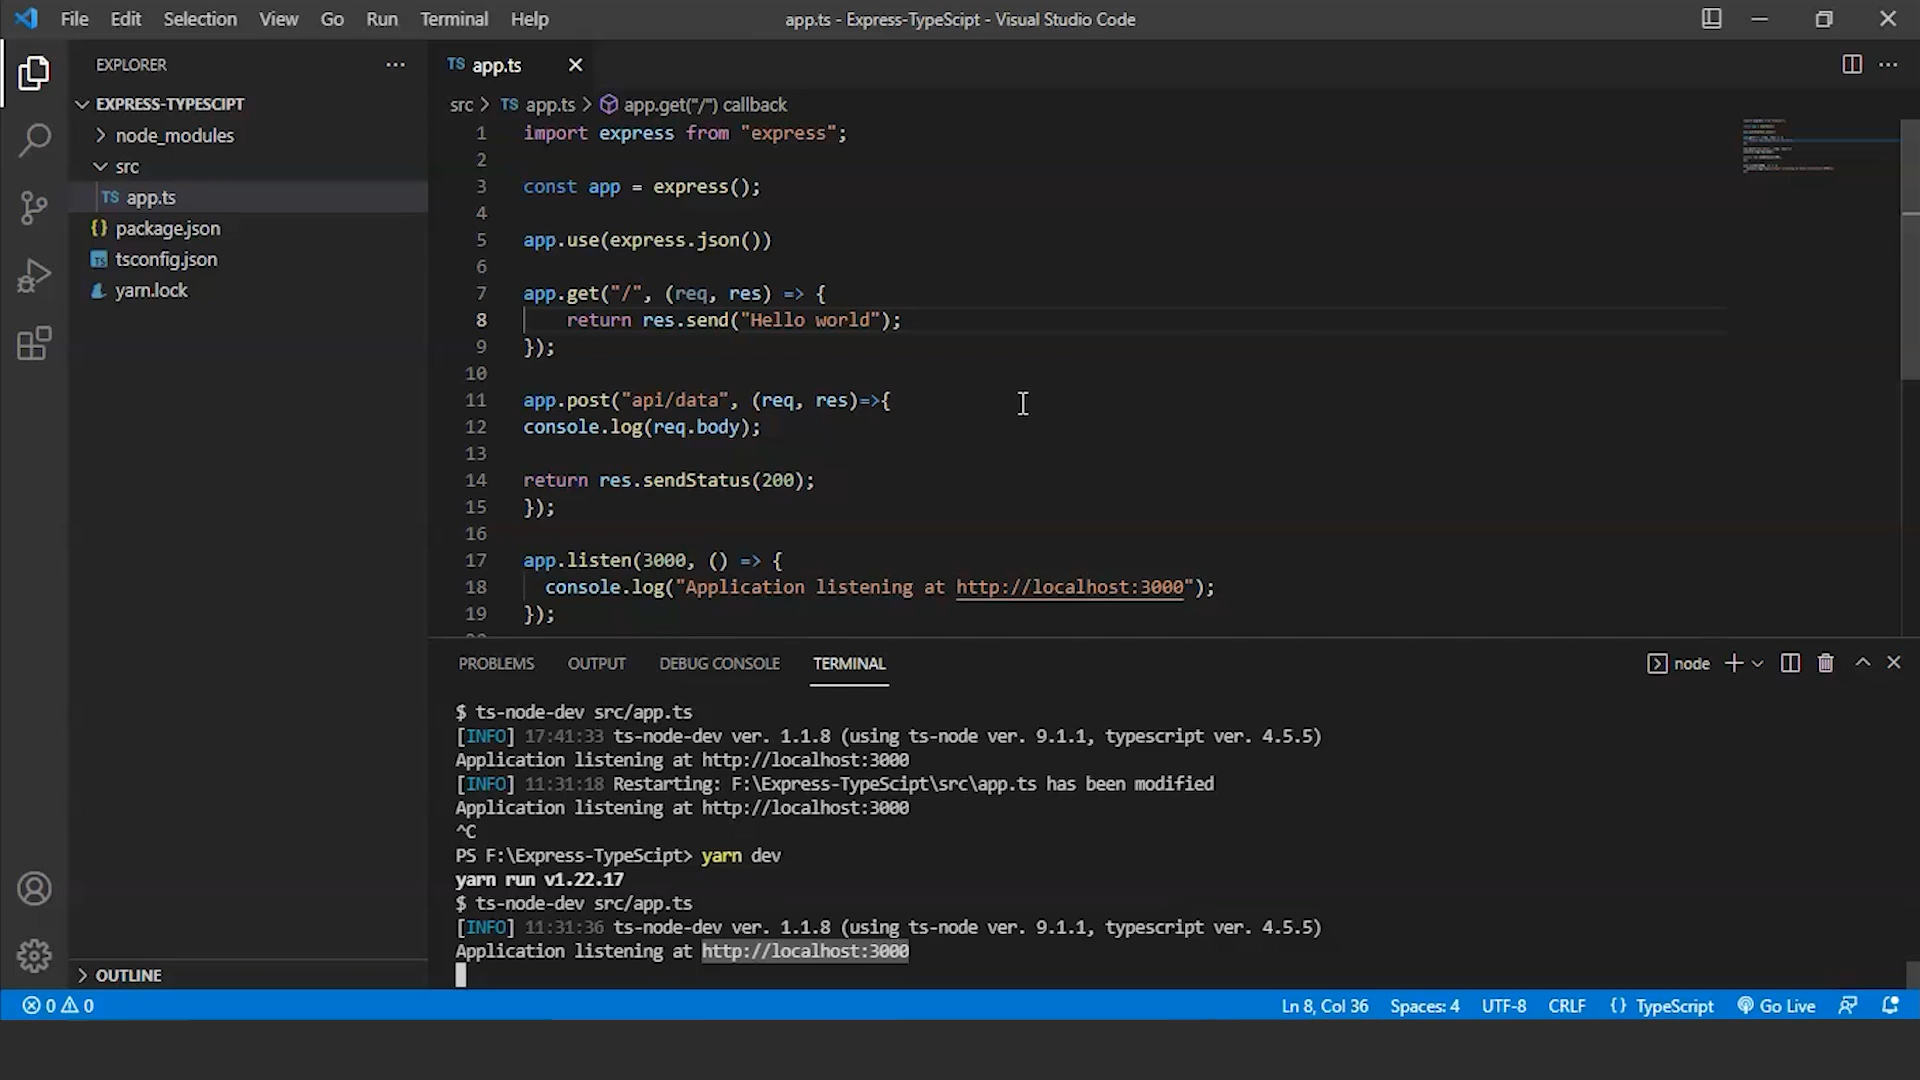 File Edit Selection View Go Run Terminal Help
app.ts - Express-TypeScipt - Visual Studio Code
EXPLORER
EXPRESS-TYPESCIPT
node_modules
src
TS app.ts
{} package.json
TS tsconfig.json
yarn.lock
OUTLINE
TS app.ts
src > TS app.ts > app.get("/") callback
1 import express from "express";
2
3 const app = express();
4
5 app.use(express.json())
6
7 app.get("/", (req, res) => {
8 return res.send("Hello world");
9 });
10
11 app.post("api/data", (req, res)=>{
12 console.log(req.body);
13
14 return res.sendStatus(200);
15 });
16
17 app.listen(3000, () => {
18 console.log("Application listening at http://localhost:3000");
19 });
PROBLEMS OUTPUT DEBUG CONSOLE TERMINAL
node
$ ts-node-dev src/app.ts
[INFO] 17:41:33 ts-node-dev ver. 1.1.8 (using ts-node ver. 9.1.1, typescript ver. 4.5.5)
Application listening at http://localhost:3000
[INFO] 11:31:18 Restarting: F:\Express-TypeScipt\src\app.ts has been modified
Application listening at http://localhost:3000
^C
PS F:\Express-TypeScipt> yarn dev
yarn run v1.22.17
$ ts-node-dev src/app.ts
[INFO] 11:31:36 ts-node-dev ver. 1.1.8 (using ts-node ver. 9.1.1, typescript ver. 4.5.5)
Application listening at http://localhost:3000
0 0
Ln 8, Col 36 Spaces: 4 UTF-8 CRLF {} TypeScript Go Live